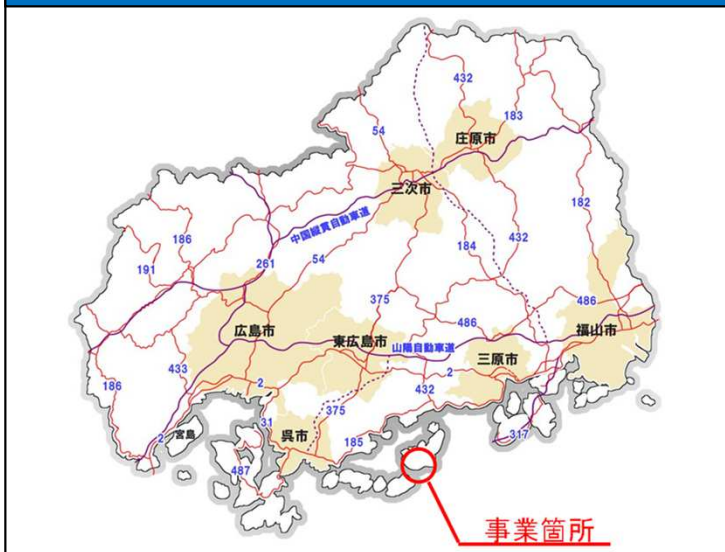 432
54
183
庄原市
三次市
182
中国縦貫自動車道
186
184
432
191
261
54
375
486
486
広島市
東広島市
山陽自動車道
福山市
三原市
433
2
2
186
432
375
31
呉市
185
317
2
宮島
487
事業箇所